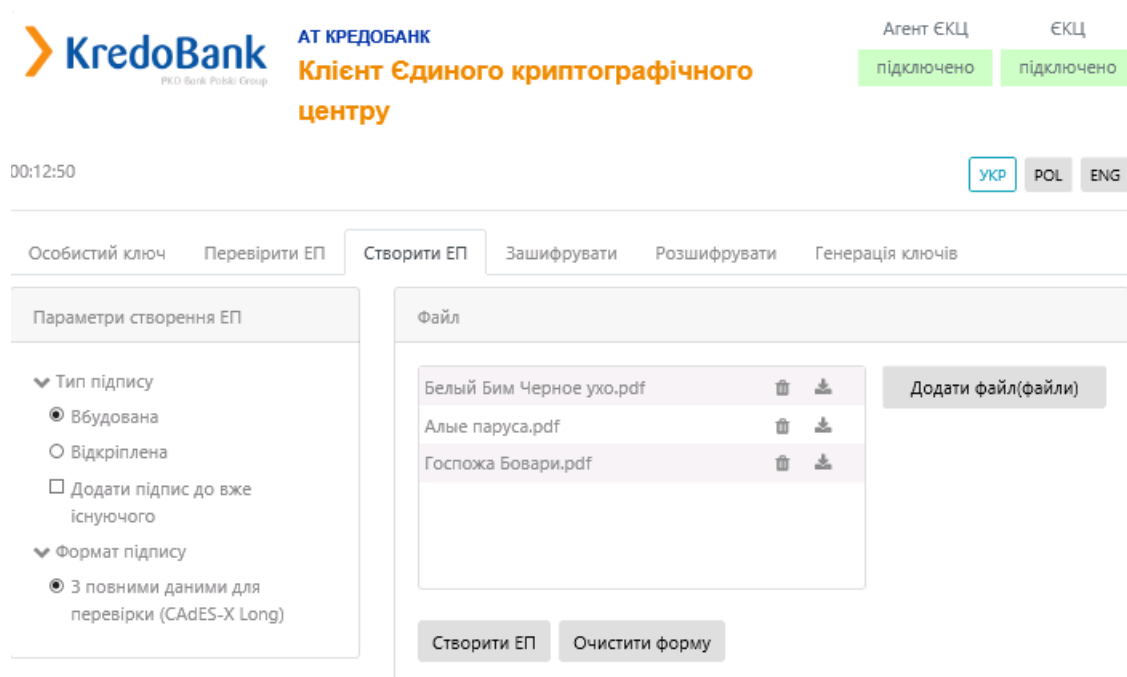 KredoBank
PKO Bank Polski Group
АТ КРЕДОБАНК
Клієнт Єдиного криптографічного
центру
Агент ЄКЦ
ЄКЦ
підключено
підключено
00:12:50
УКР POL ENG
Особистий ключ Перевірити ЕП Створити ЕП Зашифрувати Розшифрувати Генерація ключів
Параметри створення ЕП
Тип підпису
Вбудована
Відкріплена
Додати підпис до вже
існуючого
Формат підпису
З повними даними для
перевірки (CAdES-X Long)
Файл
Белый Бим Черное ухо.pdf
Алые паруса.pdf
Госпожа Бовари.pdf
Додати файл(файли)
Створити ЕП Очистити форму